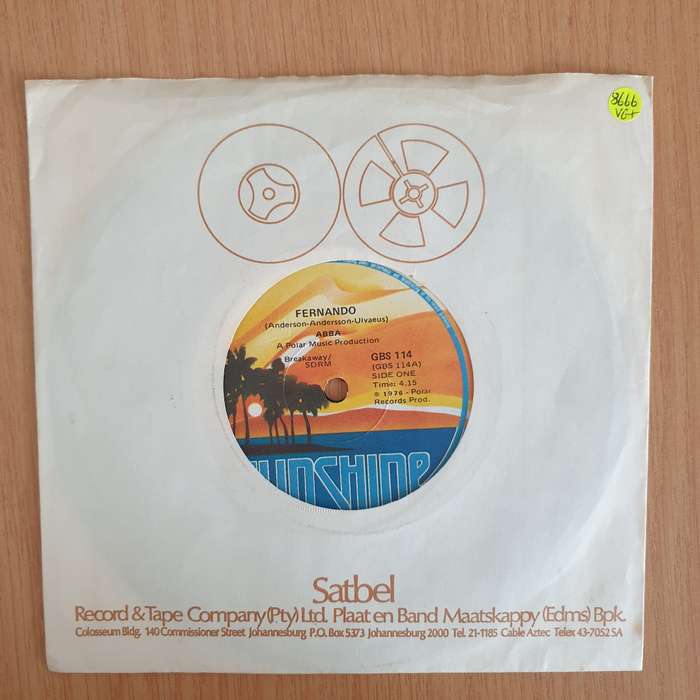 8666
VG+
FERNANDO
(Anderson-Andersson-Ulvaeus)
ABBA
A Polar Music Production
Breakaway/
SDRM
GBS 114
(GBS 114A)
SIDE ONE
Time: 4.15
℗ 1976 - Polar
Records Prod.
SUNSHINE
Satbel
Record & Tape Company (Pty) Ltd. Plaat en Band Maatskappy (Edms) Bpk.
Colosseum Bldg. 140 Commissioner Street Johannesburg P.O. Box 5373 Johannesburg 2000 Tel. 21-1185 Cable Aztec Telex 43-7052 SA